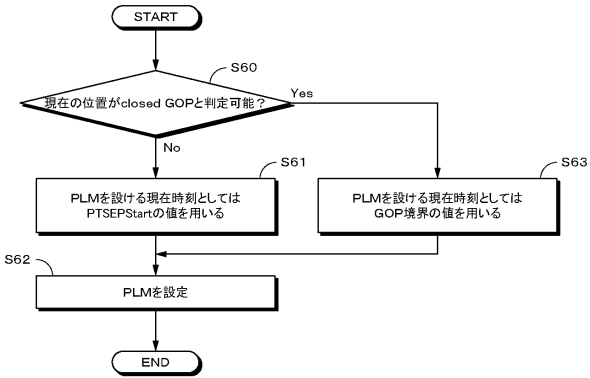 START
S60
現在の位置がclosed GOPと判定可能?
Yes
No
S61
PLMを設ける現在時刻としては
PTSEPStartの値を用いる
S63
PLMを設ける現在時刻としては
GOP境界の値を用いる
S62
PLMを設定
END